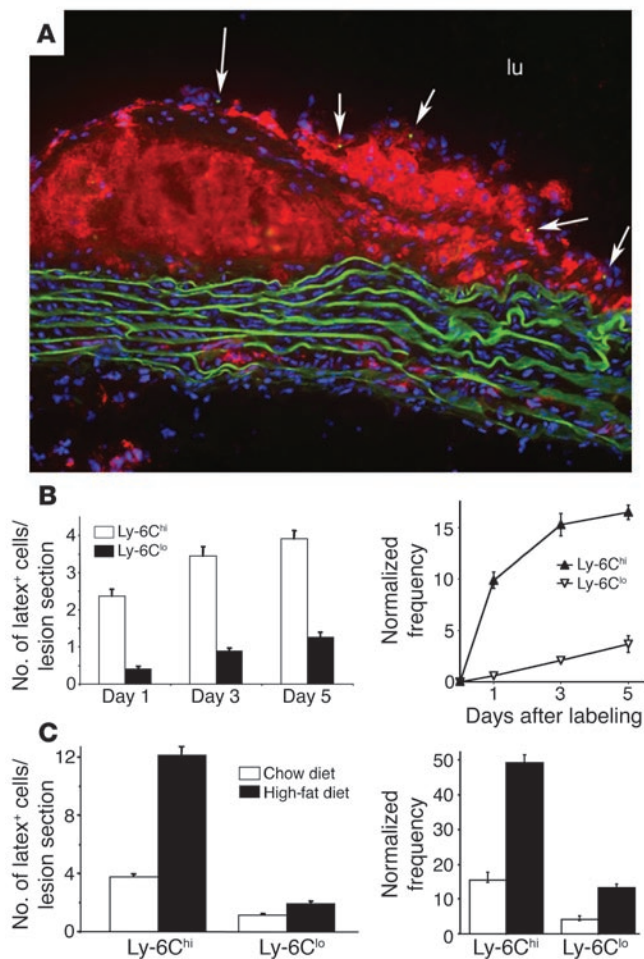 A
lu
B
No. of latex⁺ cells/
lesion section
4
3
2
1
0
Ly-6Cʰⁱ
Ly-6Cˡᵒ
Day 1
Day 3
Day 5
Normalized
frequency
15
10
5
0
Ly-6Cʰⁱ
Ly-6Cˡᵒ
1
3
5
Days after labeling
C
No. of latex⁺ cells/
lesion section
12
8
4
0
Chow diet
High-fat diet
Ly-6Cʰⁱ
Ly-6Cˡᵒ
Normalized
frequency
50
40
30
20
10
0
Ly-6Cʰⁱ
Ly-6Cˡᵒ